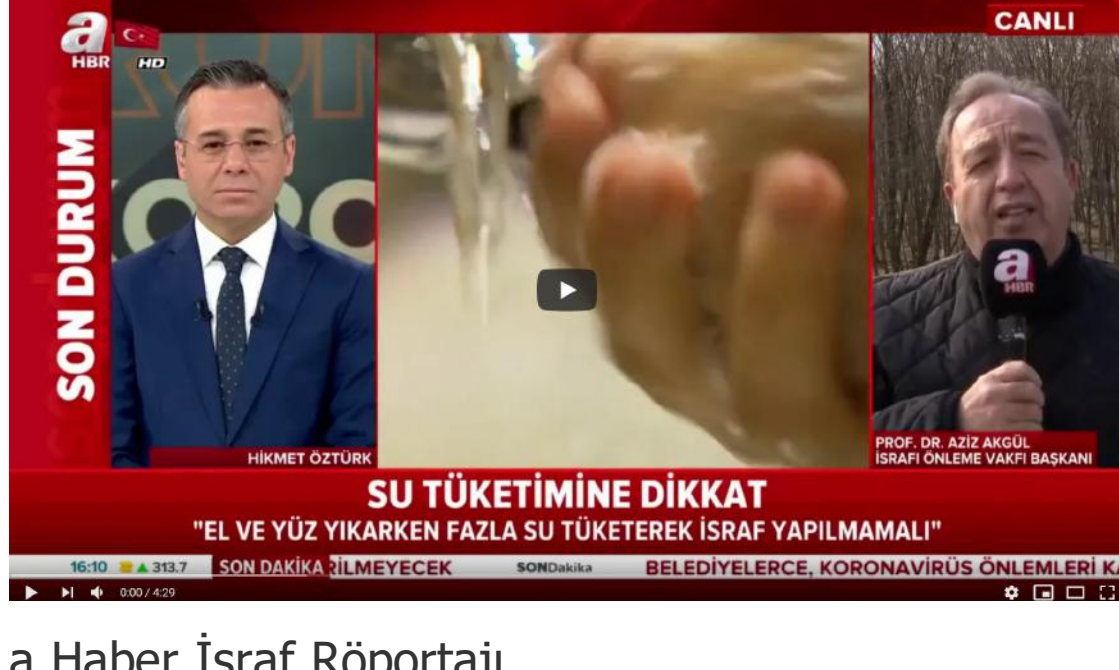 a
HBR
HD
CANLI
SON DURUM
a
HBR
HİKMET ÖZTÜRK
PROF. DR. AZİZ AKGÜL
İSRAFI ÖNLEME VAKFI BAŞKANI
SU TÜKETİMİNE DİKKAT
"EL VE YÜZ YIKARKEN FAZLA SU TÜKETEREK İSRAF YAPILMAMALI"
16:10 313.7 SON DAKİKA RİLMEYECEK SONDakika BELEDİYELERCE, KORONAVİRÜS ÖNLEMLERİ KA
0:00 / 4:29
a Haber İsraf Röportajı